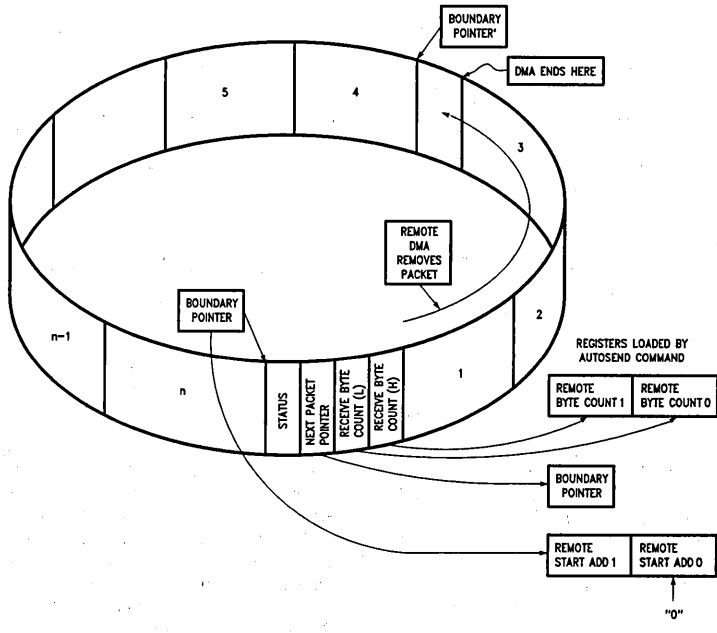 BOUNDARY
POINTER'
DMA ENDS HERE
5
4
3
REMOTE
DMA
REMOVES
PACKET
BOUNDARY
POINTER
n-1
n
STATUS
NEXT PACKET
POINTER
RECEIVE BYTE
COUNT (L)
RECEIVE BYTE
COUNT (H)
1
2
REGISTERS LOADED BY
AUTOSEND COMMAND
REMOTE
BYTE COUNT 1
REMOTE
BYTE COUNT 0
BOUNDARY
POINTER
REMOTE
START ADD 1
REMOTE
START ADD 0
"0"